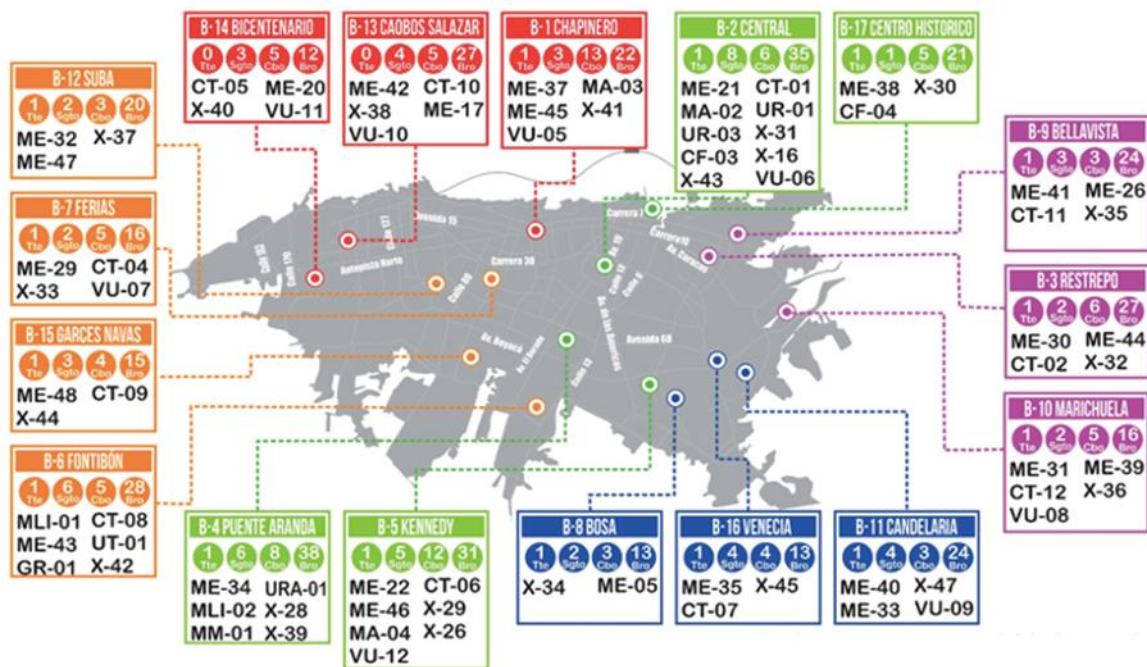 B-14 BICENTENARIO
0 3 5 12
Tte Sgto Cbo Bro
CT-05 ME-20
X-40 VU-11
B-13 CAOBOS SALAZAR
0 4 5 27
Tte Sgto Cbo Bro
ME-42 CT-10
X-38 ME-17
VU-10
B-1 CHAPINERO
1 3 13 22
Tte Sgto Cbo Bro
ME-37 MA-03
ME-45 X-41
VU-05
B-2 CENTRAL
1 8 6 35
Tte Sgto Cbo Bro
ME-21 CT-01
MA-02 UR-01
UR-03 X-31
CF-03 X-16
X-43 VU-06
B-17 CENTRO HISTORICO
1 1 5 21
Tte Sgto Cbo Bro
ME-38 X-30
CF-04
B-12 SUBA
1 2 3 20
Tte Sgto Cbo Bro
ME-32 X-37
ME-47
B-9 BELLAVISTA
1 3 3 24
Tte Sgto Cbo Bro
ME-41 ME-26
CT-11 X-35
B-7 FERIAS
1 2 5 16
Tte Sgto Cbo Bro
ME-29 CT-04
X-33 VU-07
B-3 RESTREPO
1 2 6 27
Tte Sgto Cbo Bro
ME-30 ME-44
CT-02 X-32
B-15 GARCES NAVAS
1 3 4 15
Tte Sgto Cbo Bro
ME-48 CT-09
X-44
B-10 MARICHUELA
1 2 5 16
Tte Sgto Cbo Bro
ME-31 ME-39
CT-12 X-36
VU-08
B-6 FONTIBÓN
1 6 5 28
Tte Sgto Cbo Bro
MLI-01 CT-08
ME-43 UT-01
GR-01 X-42
Carrera 7
Avenida 15
Calle 127
Carrera 10
Av. Caracas
Av. 19
Calle 13
Calle 6
Calle 170
Autopista Norte
Carrera 30
Calle 80
Av. de las Américas
Avenida 68
Av. Boyacá
Av. El Dorado
Calle 13
B-4 PUENTE ARANDA
1 6 8 38
Tte Sgto Cbo Bro
ME-34 URA-01
MLI-02 X-28
MM-01 X-39
B-5 KENNEDY
1 5 12 31
Tte Sgto Cbo Bro
ME-22 CT-06
ME-46 X-29
MA-04 X-26
VU-12
B-8 BOSA
1 2 3 13
Tte Sgto Cbo Bro
X-34 ME-05
B-16 VENECIA
1 4 4 13
Tte Sgto Cbo Bro
ME-35 X-45
CT-07
B-11 CANDELARIA
1 4 3 24
Tte Sgto Cbo Bro
ME-40 X-47
ME-33 VU-09